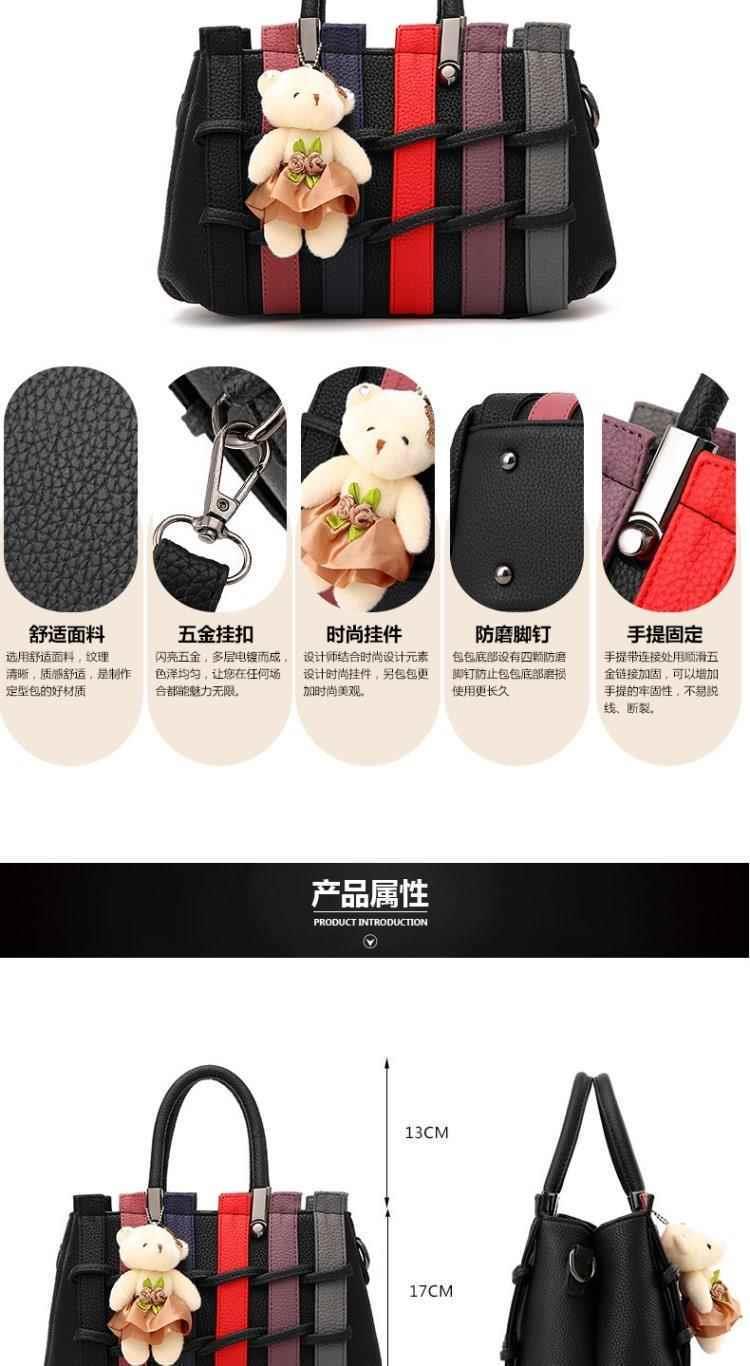 舒适面料
选用舒适面料，纹理
清晰，质感舒适，是制作
定型包的好材质
五金挂扣
闪亮五金，多层电镀而成，
色泽均匀，让您在任何场
合都能魅力无限。
时尚挂件
设计师结合时尚设计元素
设计时尚挂件，另包包更
加时尚美观。
防磨脚钉
包包底部设有四颗防磨
脚钉防止包包底部磨损
使用更长久
手提固定
手提带连接处用顺滑五
金链接加固，可以增加
手提的牢固性，不易脱
线、断裂。
产品属性
PRODUCT INTRODUCTION
13CM
17CM